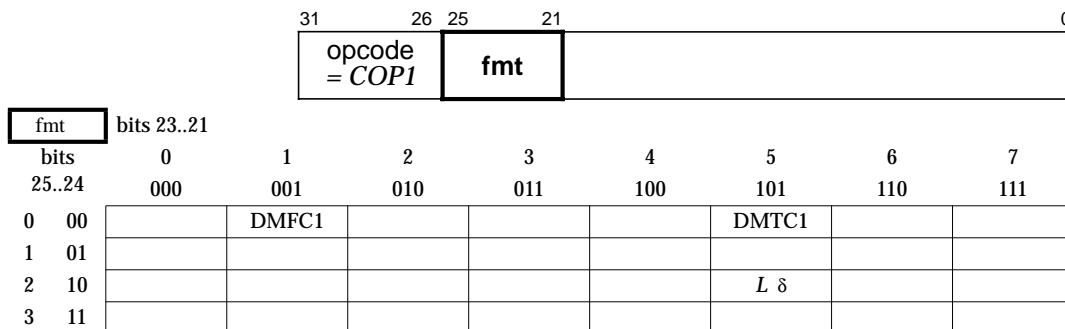 31 26 25 21 0
opcode
= COP1 fmt
fmt bits 23..21
bits 0 1 2 3 4 5 6 7
25..24 000 001 010 011 100 101 110 111
0 00 DMFC1 DMTC1
1 01
2 10 L δ
3 11